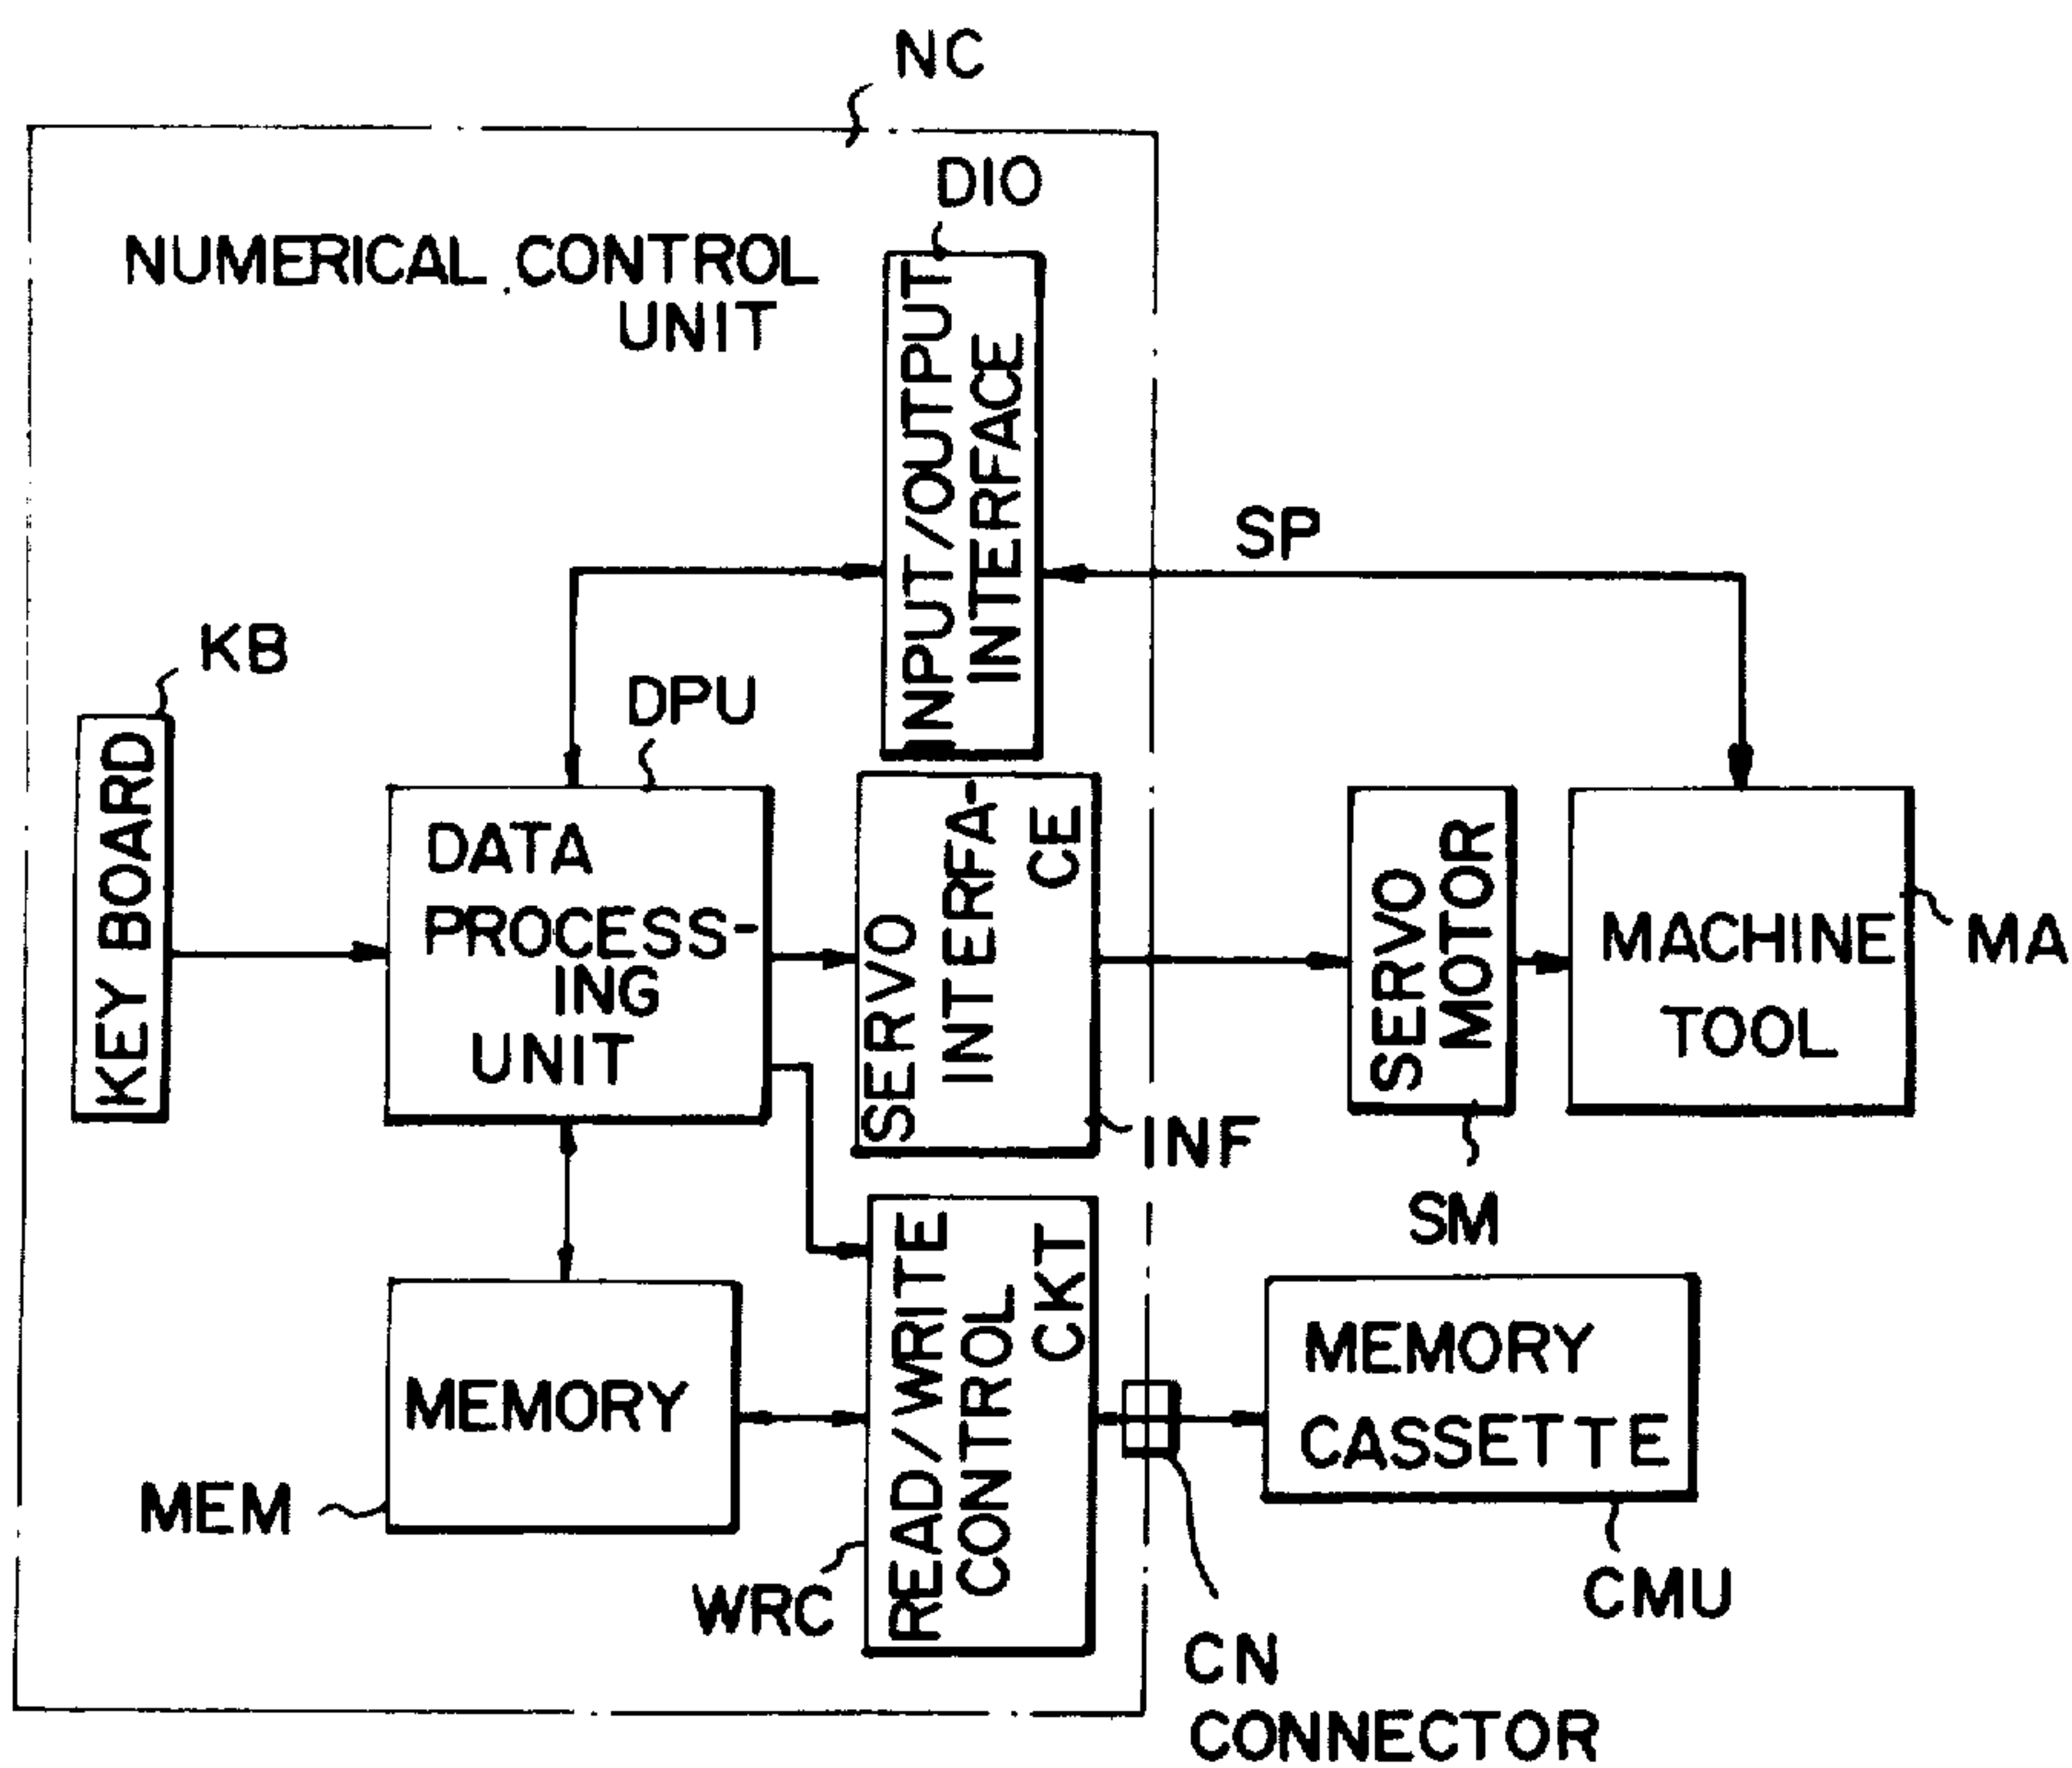 NC
DIO
NUMERICAL CONTROL
UNIT
INPUT/OUTPUT
INTERFACE
SP
KB
DPU
KEY BOARD
DATA
PROCESS-
ING
UNIT
SERVO
INTERFA-
CE
INF
SERVO
MOTOR
SM
MACHINE
TOOL
MA
MEMORY
MEM
READ/WRITE
CONTROL
CKT
WRC
MEMORY
CASSETTE
CMU
CN
CONNECTOR